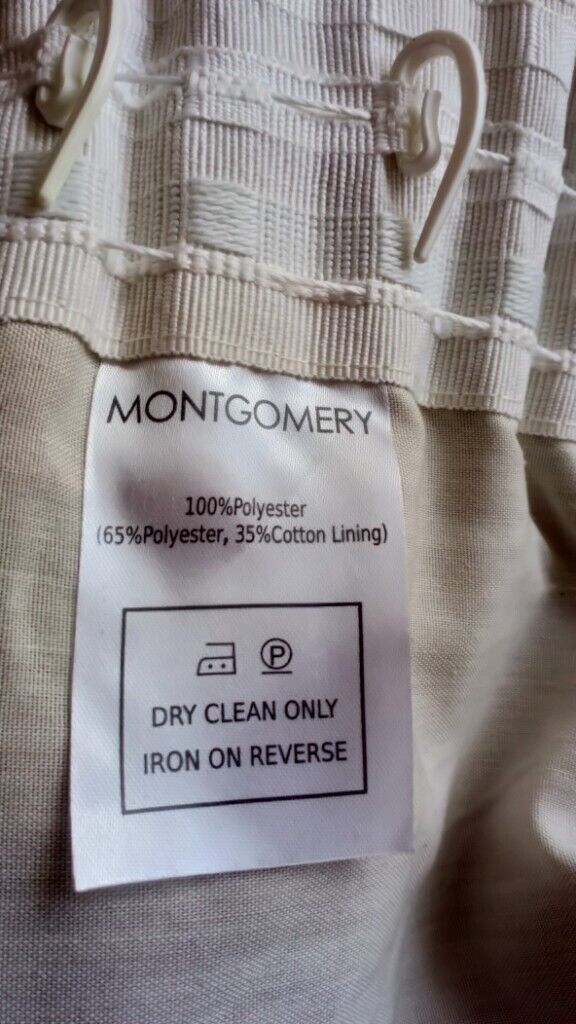 MONTGOMERY
100%Polyester
(65%Polyester, 35%Cotton Lining)
P
DRY CLEAN ONLY
IRON ON REVERSE